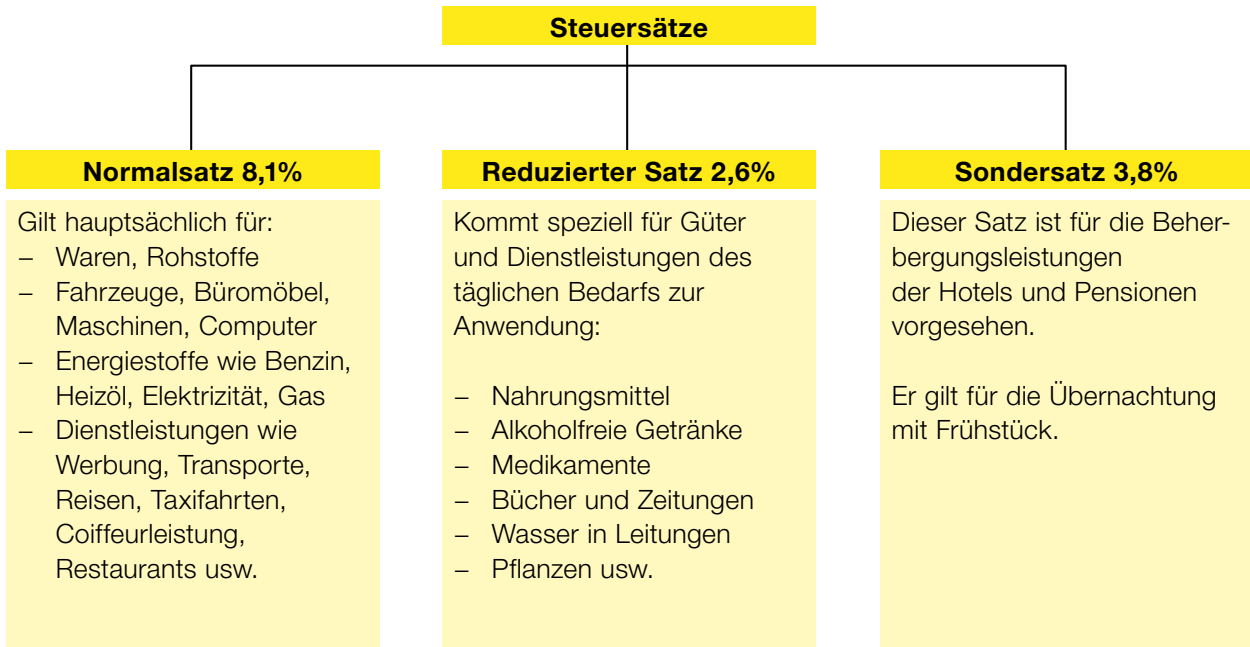 Steuersätze
Normalsatz 8,1%
Gilt hauptsächlich für:
– Waren, Rohstoffe
– Fahrzeuge, Büromöbel,
Maschinen, Computer
– Energiestoffe wie Benzin,
Heizöl, Elektrizität, Gas
– Dienstleistungen wie
Werbung, Transporte,
Reisen, Taxifahrten,
Coiffeurleistung,
Restaurants usw.
Reduzierter Satz 2,6%
Kommt speziell für Güter
und Dienstleistungen des
täglichen Bedarfs zur
Anwendung:
– Nahrungsmittel
– Alkoholfreie Getränke
– Medikamente
– Bücher und Zeitungen
– Wasser in Leitungen
– Pflanzen usw.
Sondersatz 3,8%
Dieser Satz ist für die Beher-
bergungsleistungen
der Hotels und Pensionen
vorgesehen.
Er gilt für die Übernachtung
mit Frühstück.